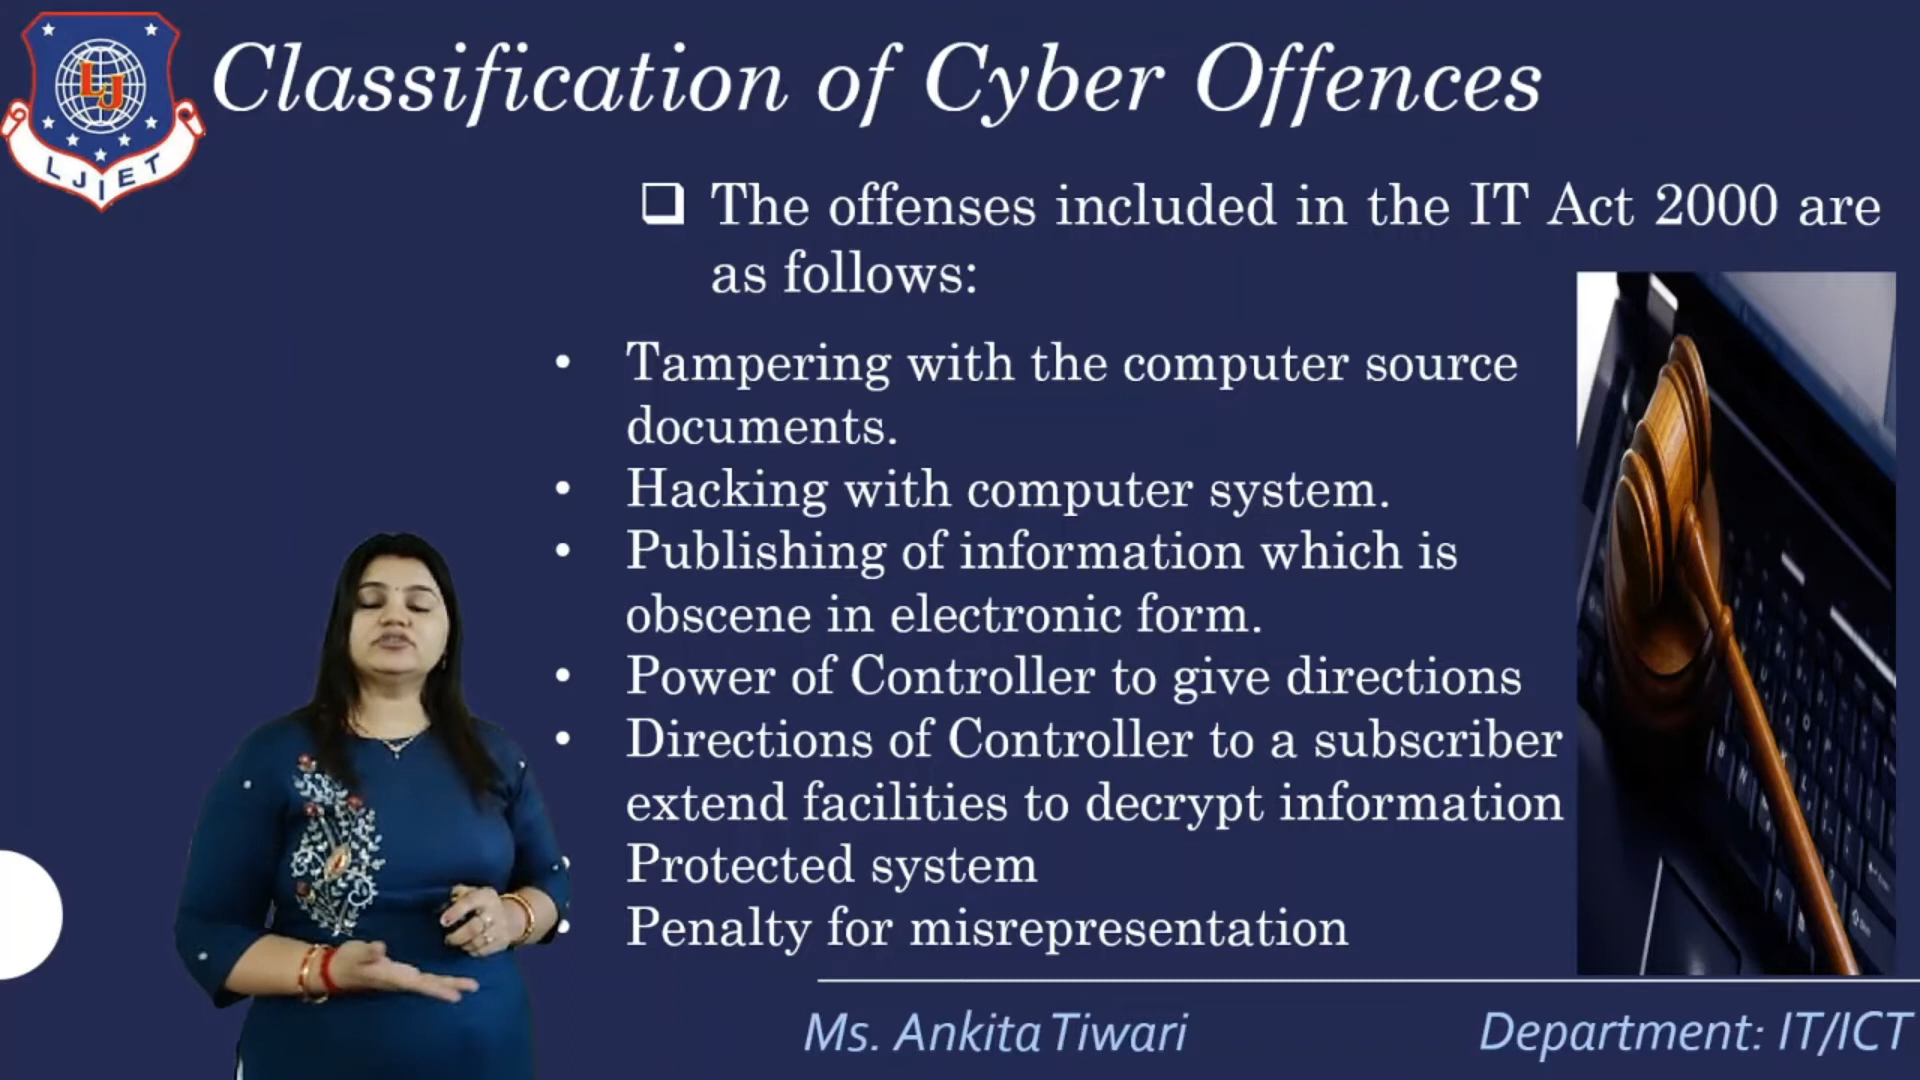 LJ
LJIET
Classification of Cyber Offences
❑ The offenses included in the IT Act 2000 are
as follows:
• Tampering with the computer source
documents.
• Hacking with computer system.
• Publishing of information which is
obscene in electronic form.
• Power of Controller to give directions
• Directions of Controller to a subscriber
extend facilities to decrypt information
• Protected system
• Penalty for misrepresentation
Ms. Ankita Tiwari
Department: IT/ICT